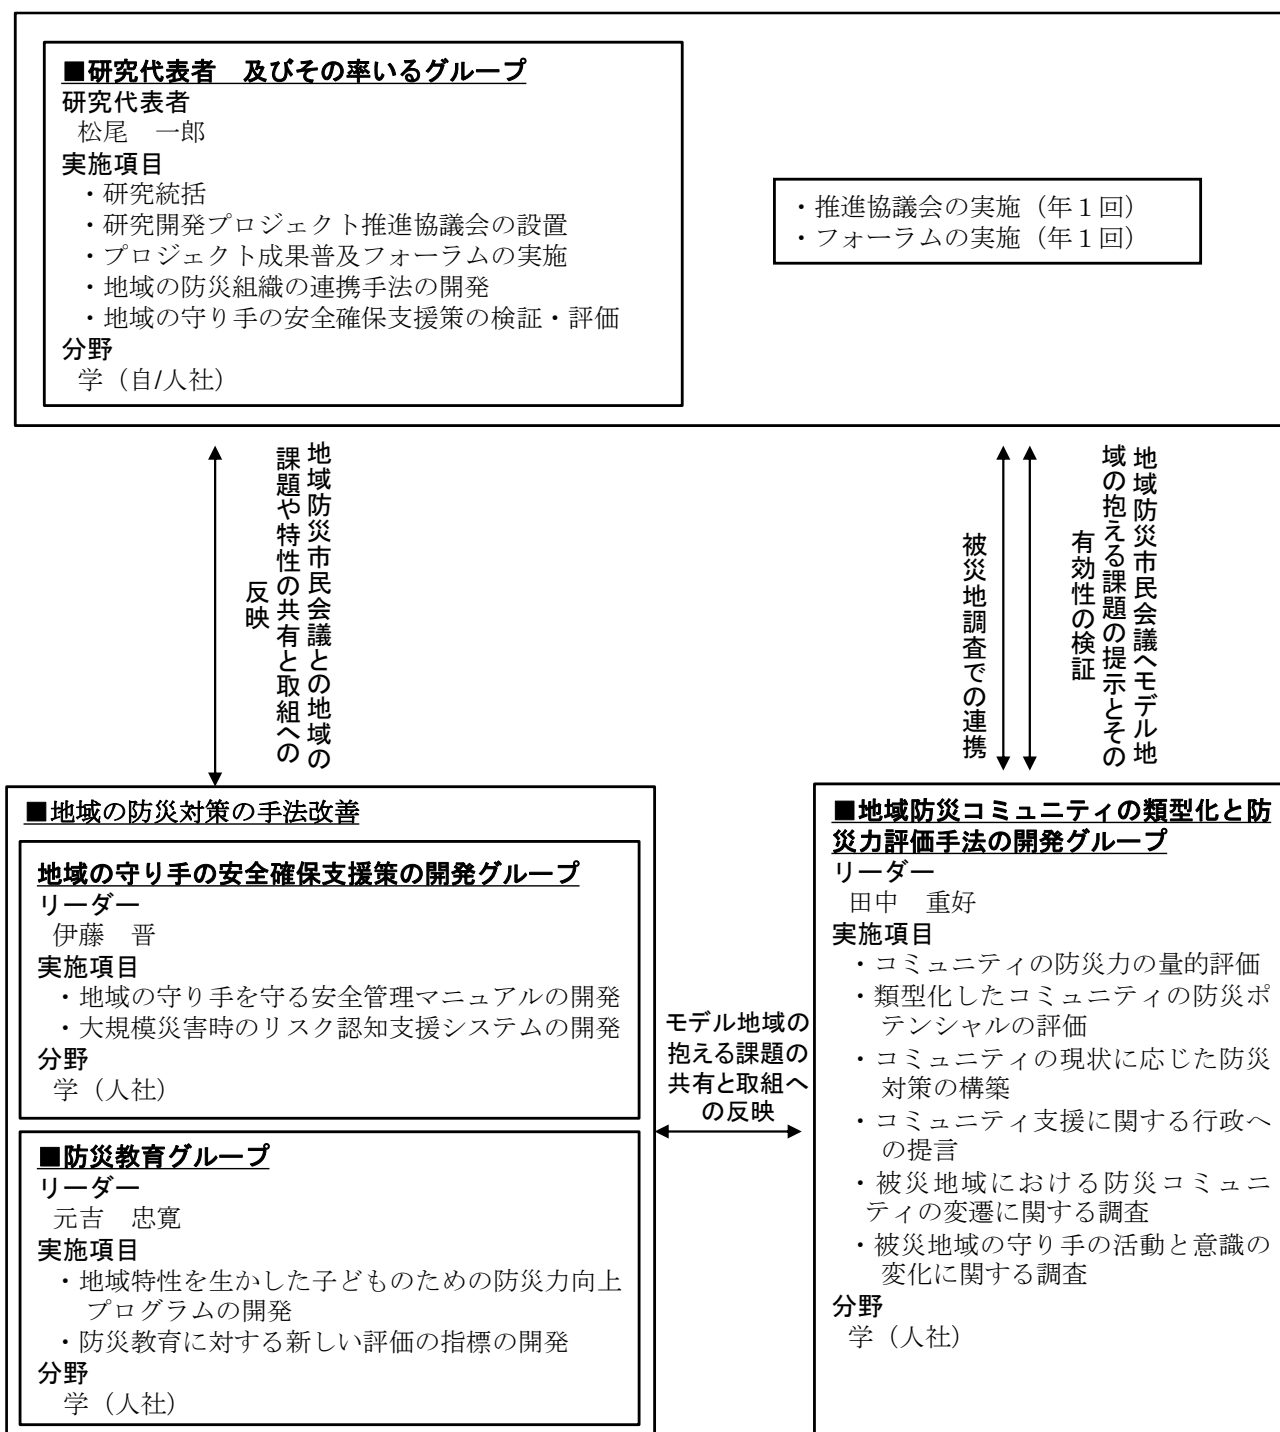 ■研究代表者　及びその率いるグループ
研究代表者
松尾　一郎
実施項目
・研究統括
・研究開発プロジェクト推進協議会の設置
・プロジェクト成果普及フォーラムの実施
・地域の防災組織の連携手法の開発
・地域の守り手の安全確保支援策の検証・評価
分野
学（自/人社）
・推進協議会の実施（年１回）
・フォーラムの実施（年１回）
地域防災市民会議との地域の
課題や特性の共有と取組への
反映
被災地調査での連携
地域防災市民会議へモデル地
域の抱える課題の提示とその
有効性の検証
■地域の防災対策の手法改善
地域の守り手の安全確保支援策の開発グループ
リーダー
伊藤　晋
実施項目
・地域の守り手を守る安全管理マニュアルの開発
・大規模災害時のリスク認知支援システムの開発
分野
学（人社）
■防災教育グループ
リーダー
元吉　忠寛
実施項目
・地域特性を生かした子どものための防災力向上
プログラムの開発
・防災教育に対する新しい評価の指標の開発
分野
学（人社）
モデル地域の
抱える課題の
共有と取組へ
の反映
■地域防災コミュニティの類型化と防
災力評価手法の開発グループ
リーダー
田中　重好
実施項目
・コミュニティの防災力の量的評価
・類型化したコミュニティの防災ポ
テンシャルの評価
・コミュニティの現状に応じた防災
対策の構築
・コミュニティ支援に関する行政へ
の提言
・被災地域における防災コミュニ
ティの変遷に関する調査
・被災地域の守り手の活動と意識の
変化に関する調査
分野
学（人社）